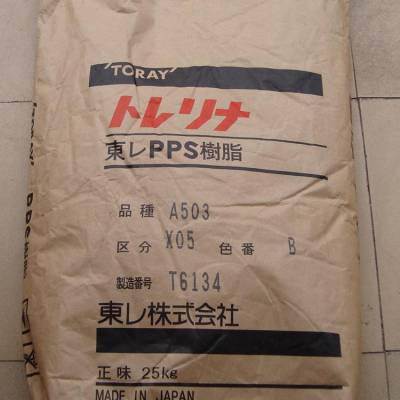 'TORAY'
トレリナ
東レPPS樹脂
品種 A503
区分 X05 色番 B
製造番号 T6134
東レ株式会社
正味 25kg
MADE IN JAPAN